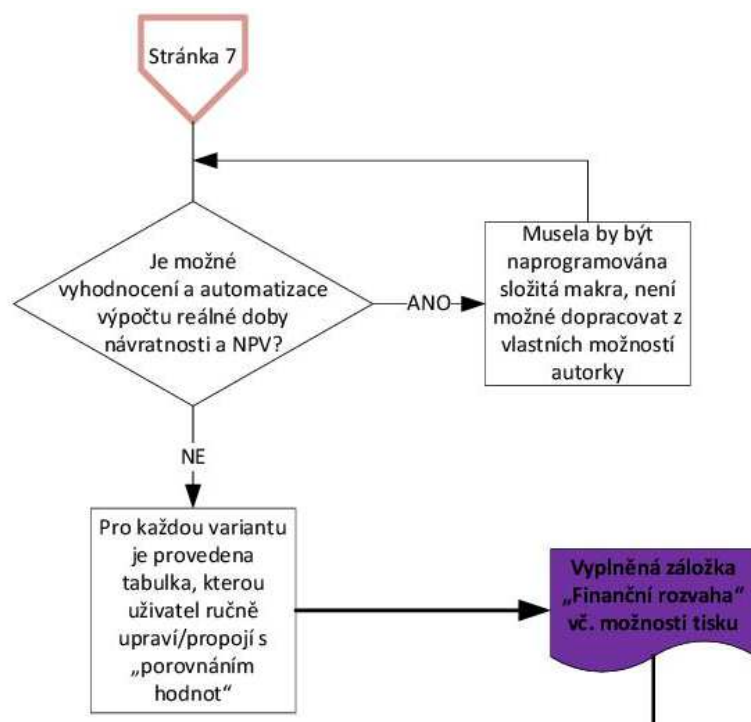 Stránka 7
Je možné
vyhodnocení a automatizace
výpočtu reálné doby
návratnosti a NPV?
ANO
Musela by být
naprogramována
složitá makra, není
možné dopracovat z
vlastních možností
autorky
NE
Pro každou variantu
je provedena
tabulka, kterou
uživatel ručně
upraví/propojí s
„porovnáním
hodnot“
Vyplněná záložka
„Finanční rozvaha“
vč. možnosti tisku